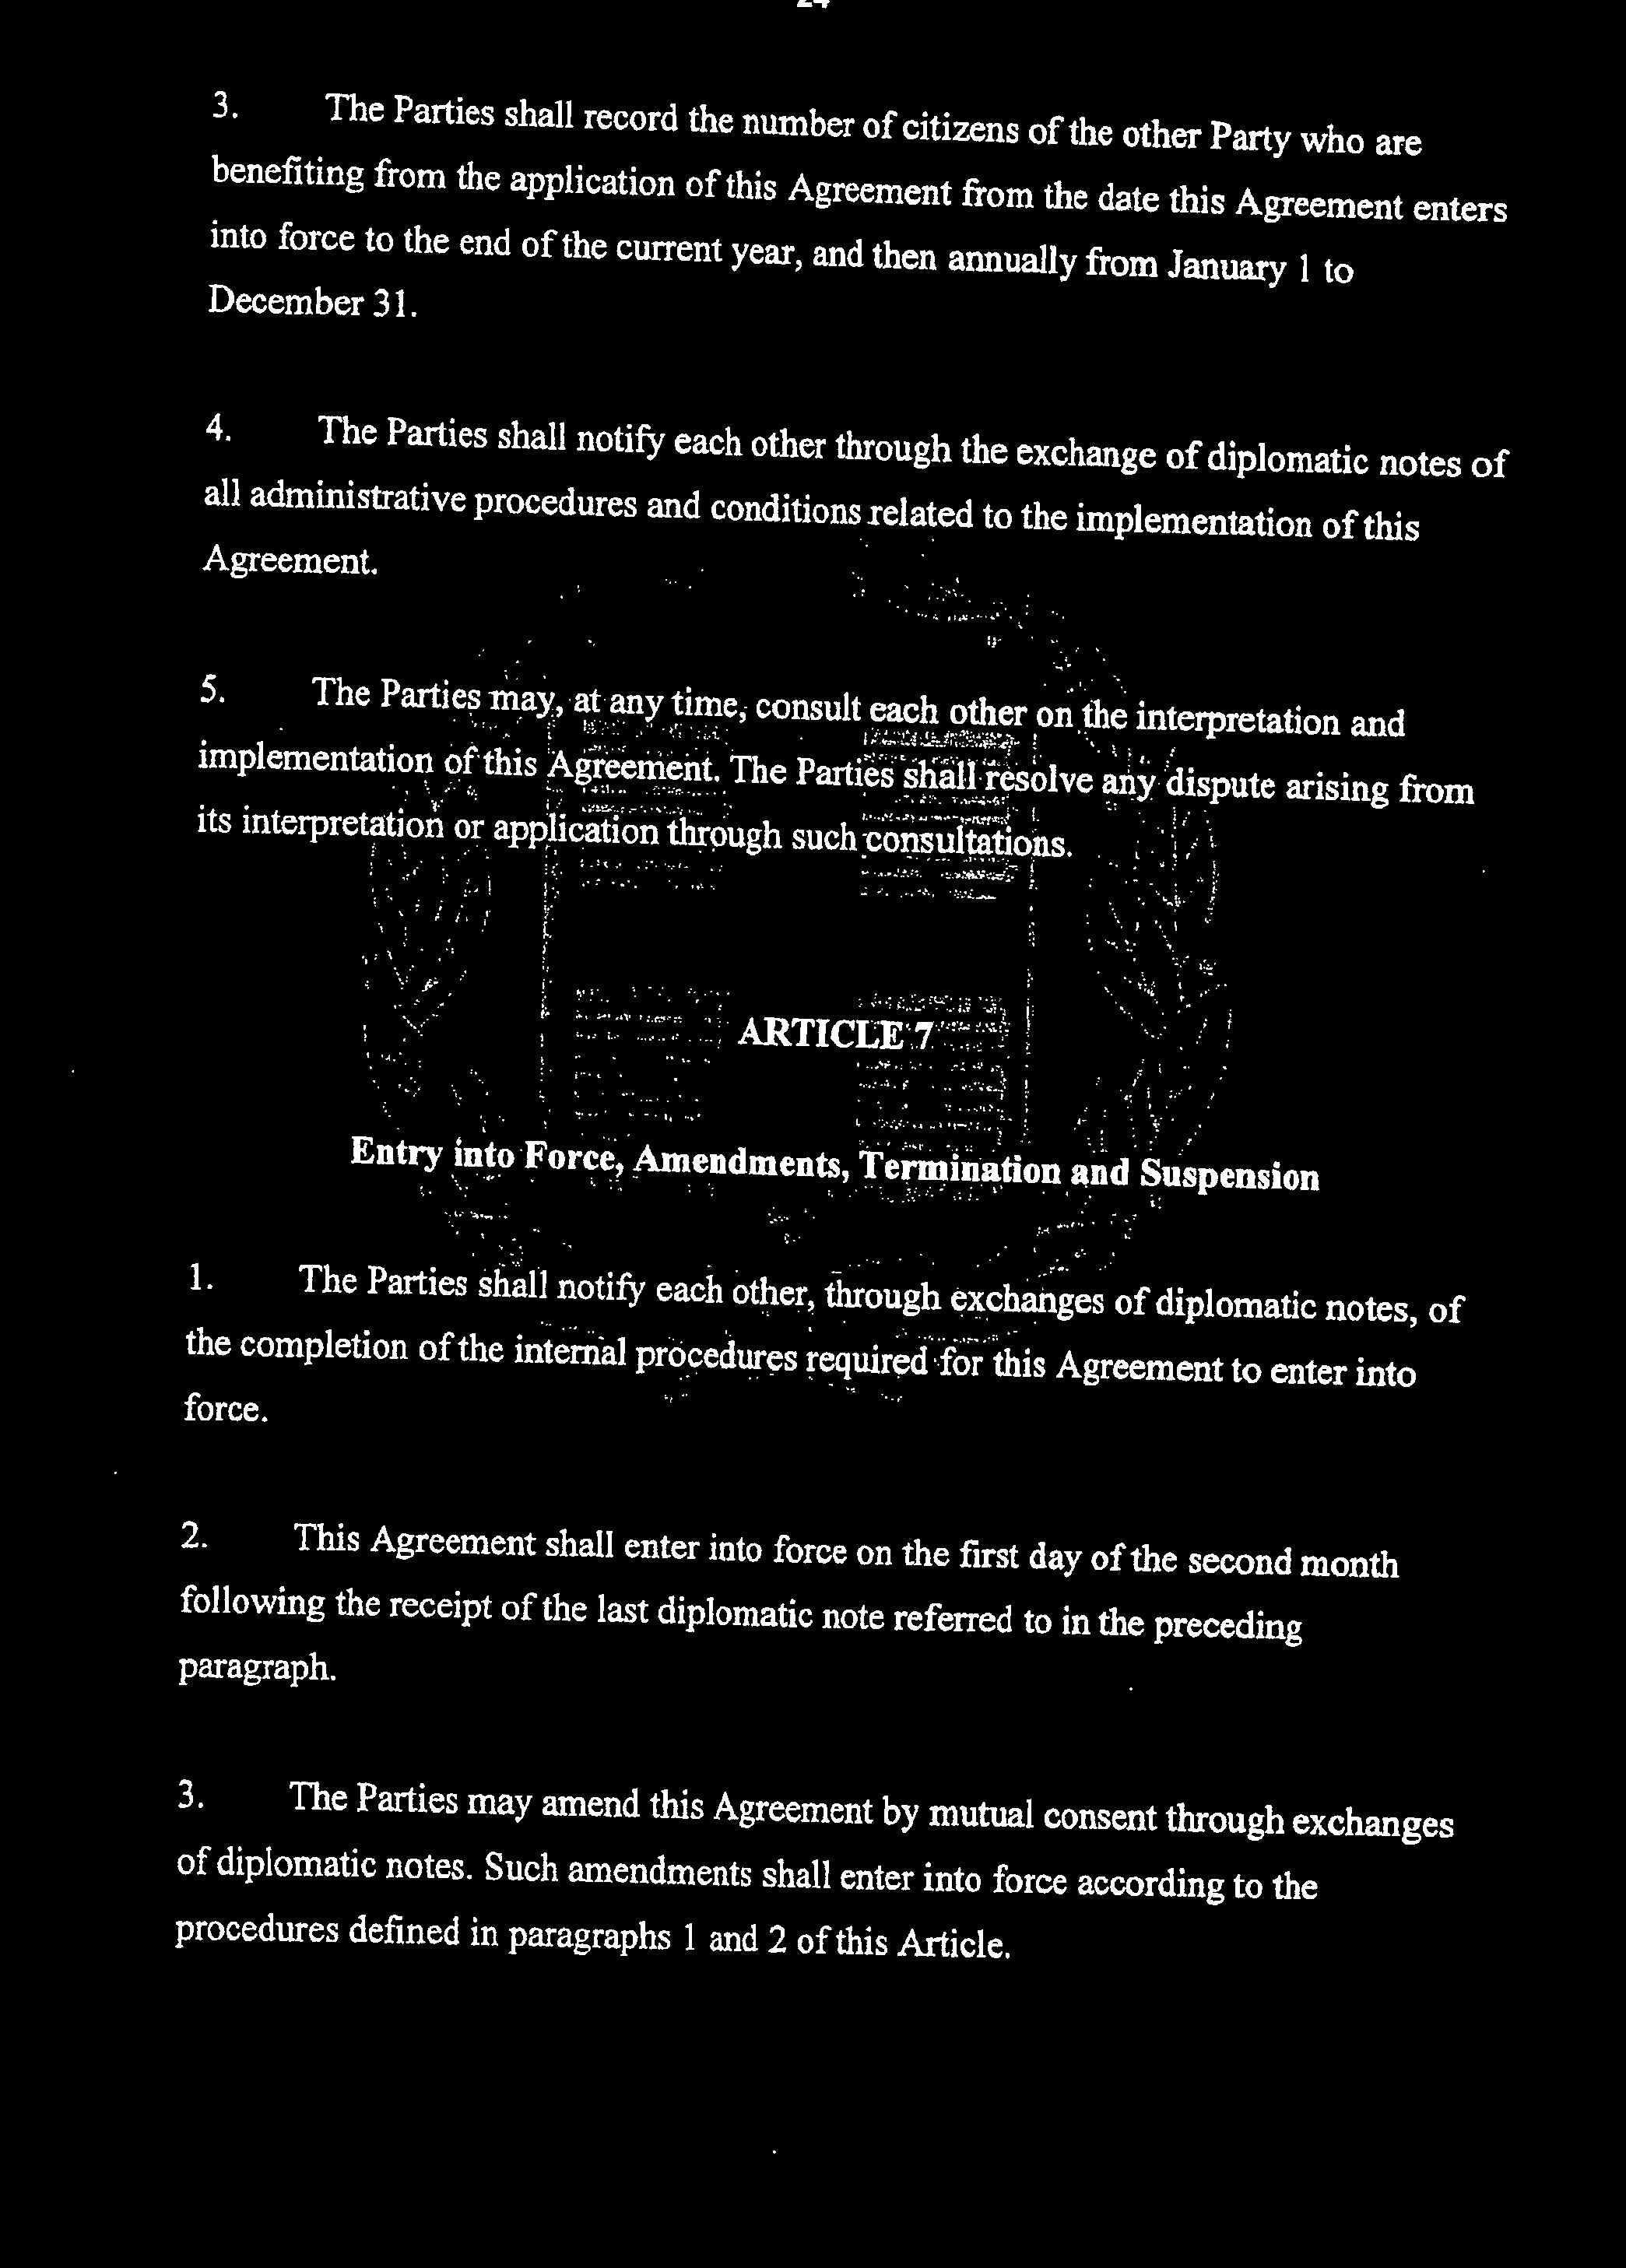 3. The Parties shall record the number of citizens of the other Party who are
benefiting from the application of this Agreement from the date this Agreement enters
into force to the end of the current year, and then annually from January 1 to
December 31.
4. The Parties shall notify each other through the exchange of diplomatic notes of
all administrative procedures and conditions related to the implementation of this
Agreement.
5. The Parties may, at any time, consult each other on the interpretation and
implementation of this Agreement. The Parties shall resolve any dispute arising from
its interpretation or application through such consultations.
ARTICLE 7
Entry into Force, Amendments, Termination and Suspension
1. The Parties shall notify each other, through exchanges of diplomatic notes, of
the completion of the internal procedures required for this Agreement to enter into
force.
2. This Agreement shall enter into force on the first day of the second month
following the receipt of the last diplomatic note referred to in the preceding
paragraph.
3. The Parties may amend this Agreement by mutual consent through exchanges
of diplomatic notes. Such amendments shall enter into force according to the
procedures defined in paragraphs 1 and 2 of this Article.